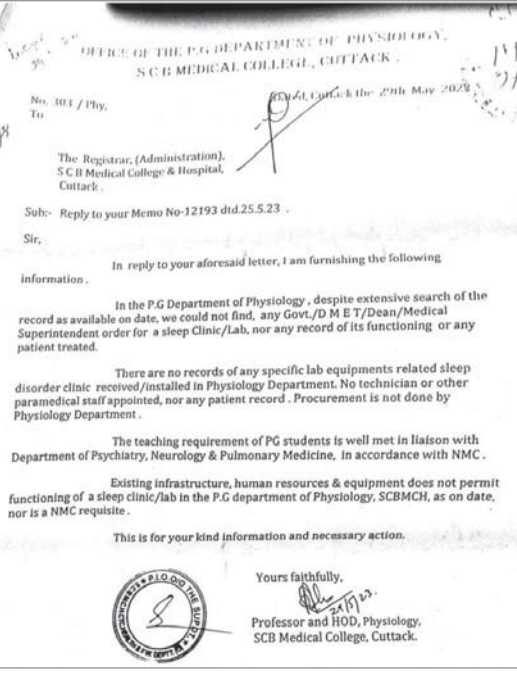 OFFICE OF THE P.G DEPARTMENT OF PHYSIOLOGY,
S C B MEDICAL COLLEGE, CUTTACK .
No. 303 / Phy, Cuttack the 29th May 2023
To
The Registrar, (Administration),
S C B Medical College & Hospital,
Cuttack .
Sub:- Reply to your Memo No-12193 dtd.25.5.23 .
Sir,
In reply to your aforesaid letter, I am furnishing the following
information .
In the P.G Department of Physiology , despite extensive search of the
record as available on date, we could not find, any Govt./D M E T/Dean/Medical
Superintendent order for a sleep Clinic/Lab, nor any record of its functioning or any
patient treated.
There are no records of any specific lab equipments related sleep
disorder clinic received/installed in Physiology Department. No technician or other
paramedical staff appointed, nor any patient record . Procurement is not done by
Physiology Department .
The teaching requirement of PG students is well met in liaison with
Department of Psychiatry, Neurology & Pulmonary Medicine, in accordance with NMC .
Existing infrastructure, human resources & equipment does not permit
functioning of a sleep clinic/lab in the P.G department of Physiology, SCBMCH, as on date,
nor is a NMC requisite .
This is for your kind information and necessary action.
Yours faithfully,
Professor and HOD, Physiology,
SCB Medical College, Cuttack.
P.I.O, O/O THE SUPDT.